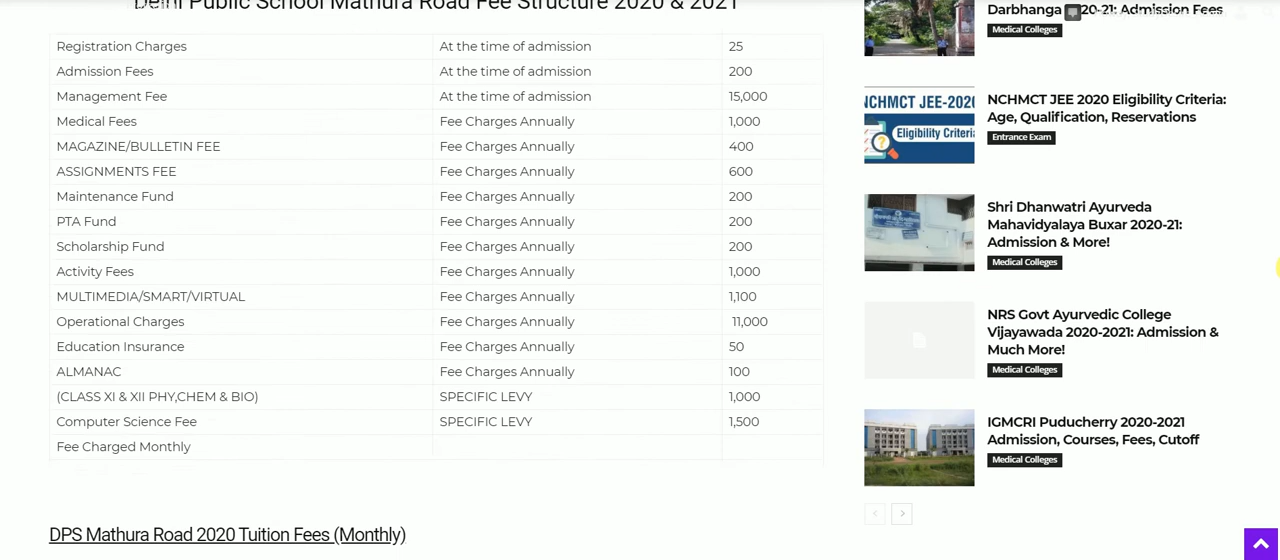 Delhi Public School Mathura Road Fee Structure 2020 & 2021
Registration Charges At the time of admission 25
Admission Fees At the time of admission 200
Management Fee At the time of admission 15,000
Medical Fees Fee Charges Annually 1,000
MAGAZINE/BULLETIN FEE Fee Charges Annually 400
ASSIGNMENTS FEE Fee Charges Annually 600
Maintenance Fund Fee Charges Annually 200
PTA Fund Fee Charges Annually 200
Scholarship Fund Fee Charges Annually 200
Activity Fees Fee Charges Annually 1,000
MULTIMEDIA/SMART/VIRTUAL Fee Charges Annually 1,100
Operational Charges Fee Charges Annually 11,000
Education Insurance Fee Charges Annually 50
ALMANAC Fee Charges Annually 100
(CLASS XI & XII PHY,CHEM & BIO) SPECIFIC LEVY 1,000
Computer Science Fee SPECIFIC LEVY 1,500
Fee Charged Monthly
DPS Mathura Road 2020 Tuition Fees (Monthly)
Darbhanga 20-21: Admission Fees
Medical Colleges
NCHMCT JEE-2020
Eligibility Criteria
NCHMCT JEE 2020 Eligibility Criteria:
Age, Qualification, Reservations
Entrance Exam
Shri Dhanwatri Ayurveda
Mahavidyalaya Buxar 2020-21:
Admission & More!
Medical Colleges
NRS Govt Ayurvedic College
Vijayawada 2020-2021: Admission &
Much More!
Medical Colleges
IGMCRI Puducherry 2020-2021
Admission, Courses, Fees, Cutoff
Medical Colleges